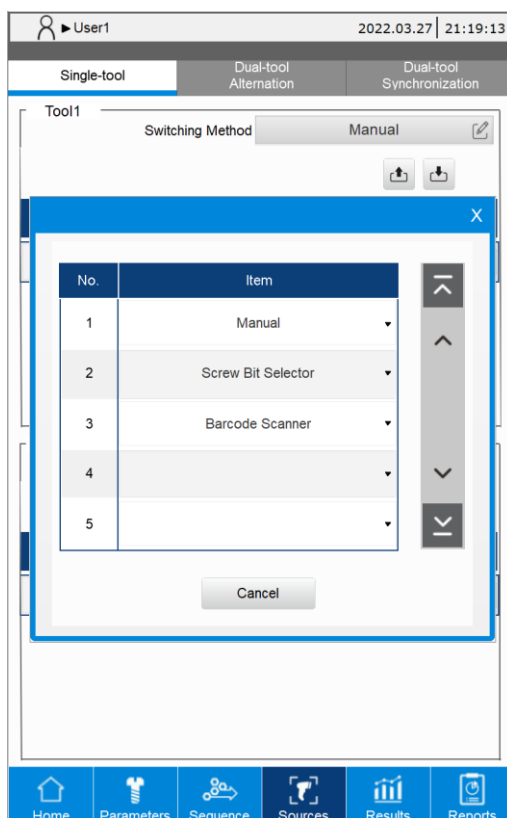 ►User1 2022.03.27 21:19:13
Single-tool
Dual-tool
Alternation
Dual-tool
Synchronization
Tool1
Switching Method Manual
X
No. Item
1 Manual
2 Screw Bit Selector
3 Barcode Scanner
4
5
Cancel
Home Parameters Sequence Sources Results Reports